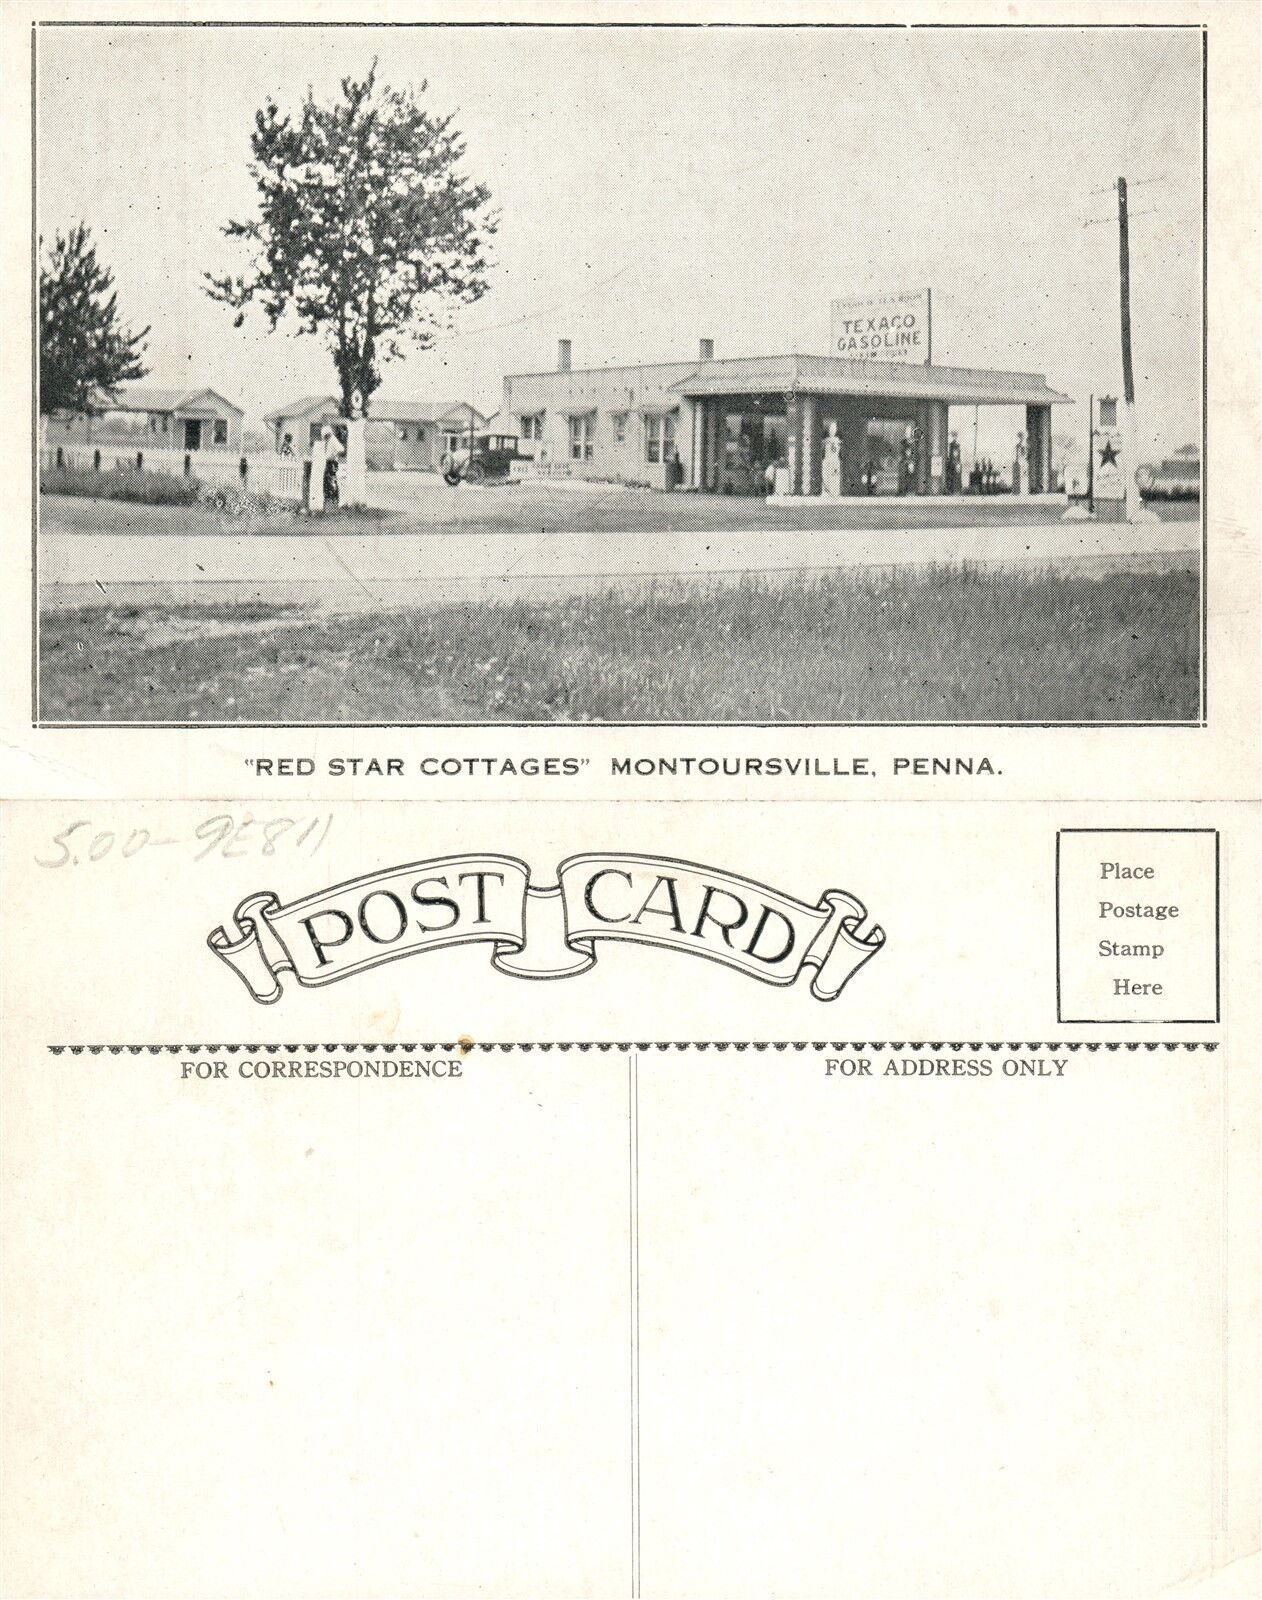 TEXACO
GASOLINE
"RED STAR COTTAGES" MONTOURSVILLE, PENNA.
5.00-9E811
POST CARD
Place
Postage
Stamp
Here
FOR CORRESPONDENCE
FOR ADDRESS ONLY